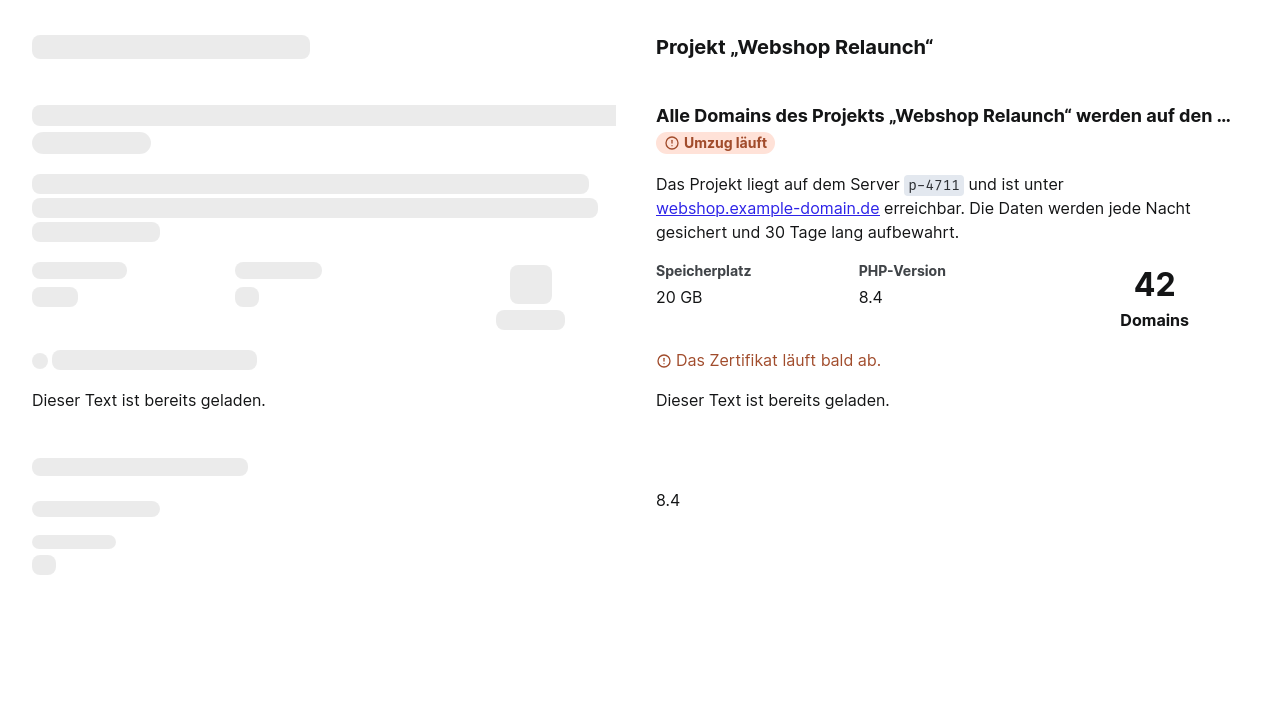 Projekt „Webshop Relaunch“
Alle Domains des Projekts „Webshop Relaunch“ werden auf den ...
Umzug läuft
Das Projekt liegt auf dem Server p-4711 und ist unter
webshop.example-domain.de erreichbar. Die Daten werden jede Nacht
gesichert und 30 Tage lang aufbewahrt.
Speicherplatz
20 GB
PHP-Version
8.4
42
Domains
Das Zertifikat läuft bald ab.
Dieser Text ist bereits geladen.
Dieser Text ist bereits geladen.
8.4